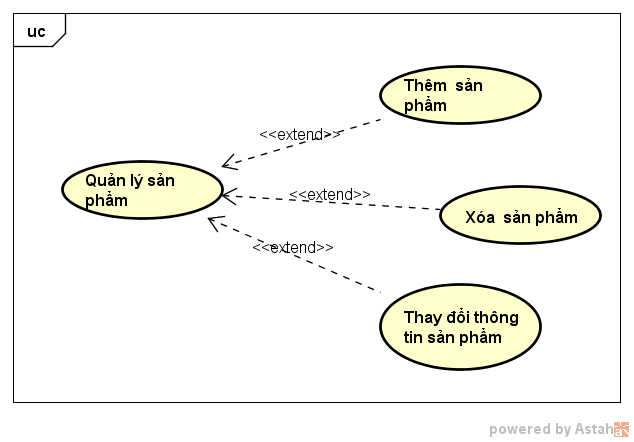 uc
Thêm sản
phẩm
<<extend>>
Quản lý sản
phẩm
<<extend>>
Xóa sản phẩm
<<extend>>
Thay đổi thông
tin sản phẩm
powered by Astah